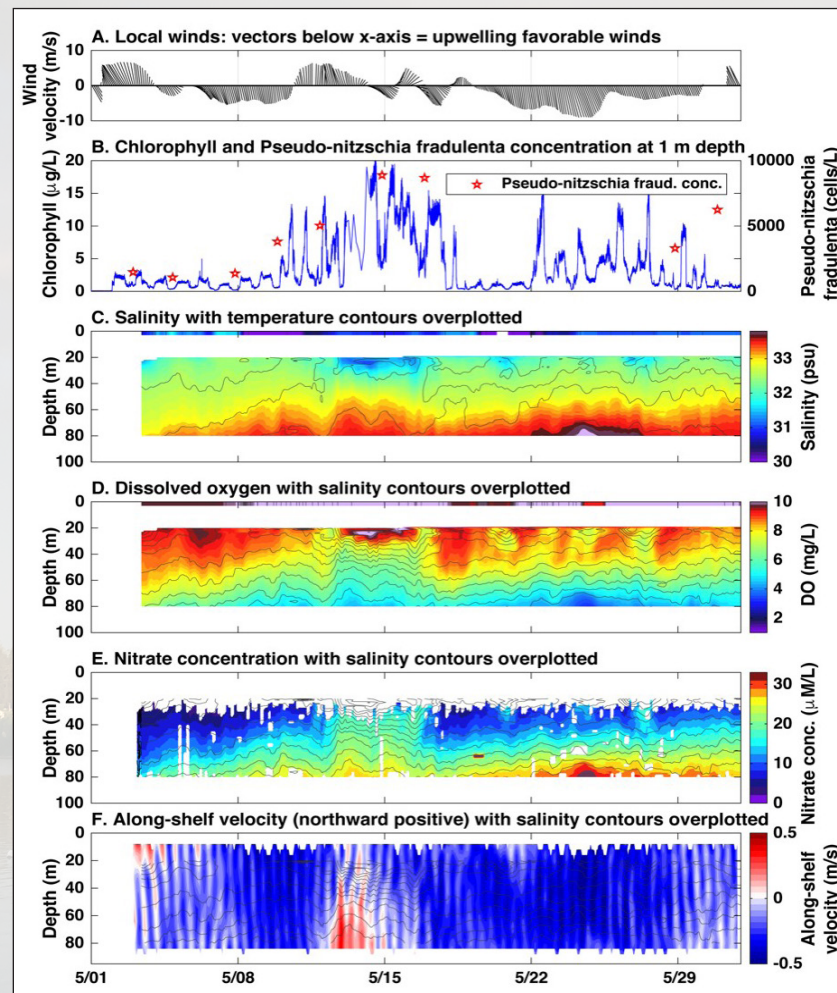 A. Local winds: vectors below x-axis = upwelling favorable winds
Wind
velocity (m/s)
10
0
-10
B. Chlorophyll and Pseudo-nitzschia fradulenta concentration at 1 m depth
Chlorophyll (μg/L)
20
15
10
5
0
Pseudo-nitzschia fraud. conc.
10000
5000
0
Pseudo-nitzschia
fradulenta (cells/L)
C. Salinity with temperature contours overplotted
Depth (m)
0
20
40
60
80
100
33
32
31
30
Salinity (psu)
D. Dissolved oxygen with salinity contours overplotted
Depth (m)
0
20
40
60
80
100
10
8
6
4
2
DO (mg/L)
E. Nitrate concentration with salinity contours overplotted
Depth (m)
0
20
40
60
80
100
30
20
10
0
Nitrate conc. (μM/L)
F. Along-shelf velocity (northward positive) with salinity contours overplotted
Depth (m)
0
20
40
60
80
0.5
0
-0.5
Along-shelf
velocity (m/s)
5/01 5/08 5/15 5/22 5/29